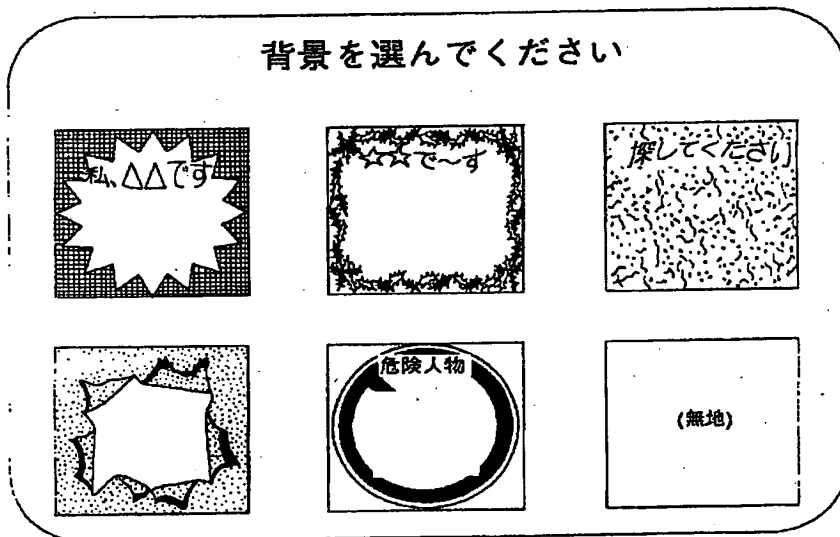 背景を選んでください
私、△△です
☆☆で〜す
探してください
危険人物
(無地)